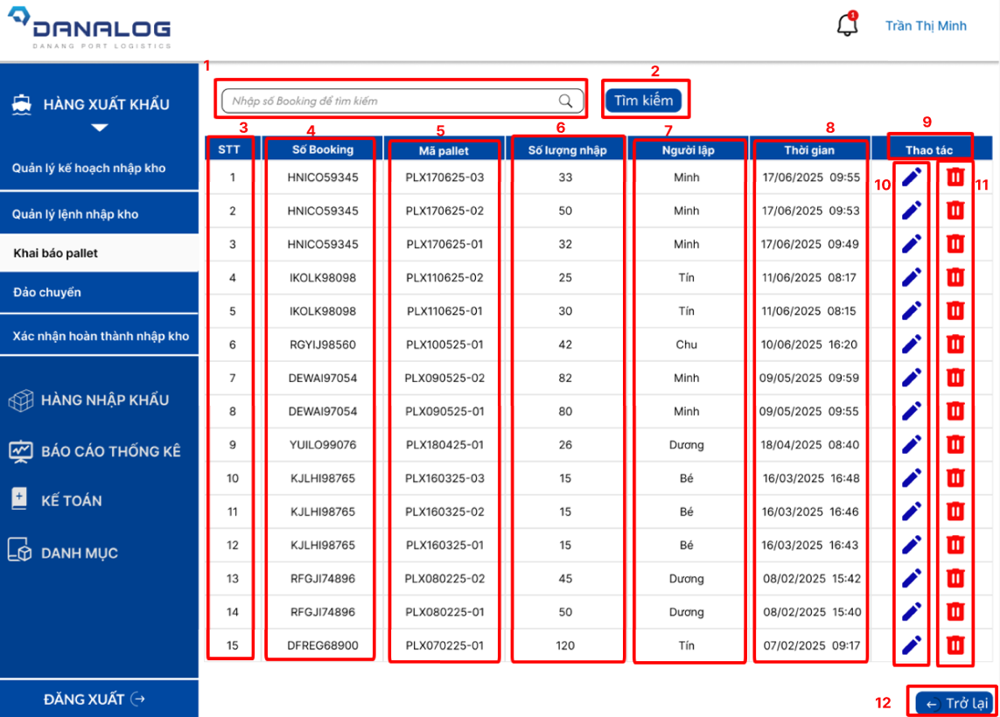 DANALOG
DANANG PORT LOGISTICS
1
Trần Thị Minh
HÀNG XUẤT KHẨU
Quản lý kế hoạch nhập kho
Quản lý lệnh nhập kho
Khai báo pallet
Đảo chuyển
Xác nhận hoàn thành nhập kho
HÀNG NHẬP KHẨU
BÁO CÁO THỐNG KÊ
KẾ TOÁN
DANH MỤC
ĐĂNG XUẤT
1
2
Nhập số Booking để tìm kiếm
Tìm kiếm
3 4 5 6 7 8 9
STT Số Booking Mã pallet Số lượng nhập Người lập Thời gian Thao tác
10 11
1 HNICO59345 PLX170625-03 33 Minh 17/06/2025 09:55
2 HNICO59345 PLX170625-02 50 Minh 17/06/2025 09:53
3 HNICO59345 PLX170625-01 32 Minh 17/06/2025 09:49
4 IKOLK98098 PLX110625-02 25 Tín 11/06/2025 08:17
5 IKOLK98098 PLX110625-01 30 Tín 11/06/2025 08:15
6 RGYIJ98560 PLX100525-01 42 Chu 10/06/2025 16:20
7 DEWAI97054 PLX090525-02 82 Minh 09/05/2025 09:59
8 DEWAI97054 PLX090525-01 80 Minh 09/05/2025 09:55
9 YUILO99076 PLX180425-01 26 Dương 18/04/2025 08:40
10 KJLHI98765 PLX160325-03 15 Bé 16/03/2025 16:48
11 KJLHI98765 PLX160325-02 15 Bé 16/03/2025 16:46
12 KJLHI98765 PLX160325-01 15 Bé 16/03/2025 16:43
13 RFGJI74896 PLX080225-02 45 Dương 08/02/2025 15:42
14 RFGJI74896 PLX080225-01 50 Dương 08/02/2025 15:40
15 DFREG68900 PLX070225-01 120 Tín 07/02/2025 09:17
12
← Trở lại